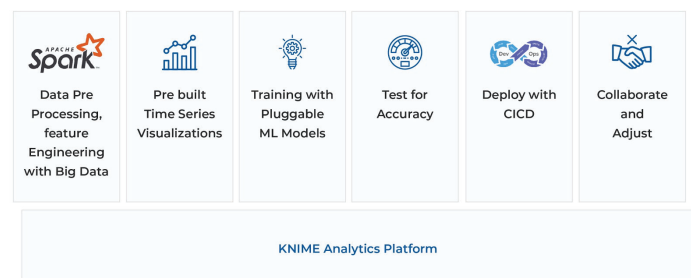 APACHE
Spark
Data Pre
Processing,
feature
Engineering
with Big Data
Pre built
Time Series
Visualizations
Training with
Pluggable
ML Models
Test for
Accuracy
Dev
Ops
Deploy with
CICD
Collaborate
and
Adjust
KNIME Analytics Platform